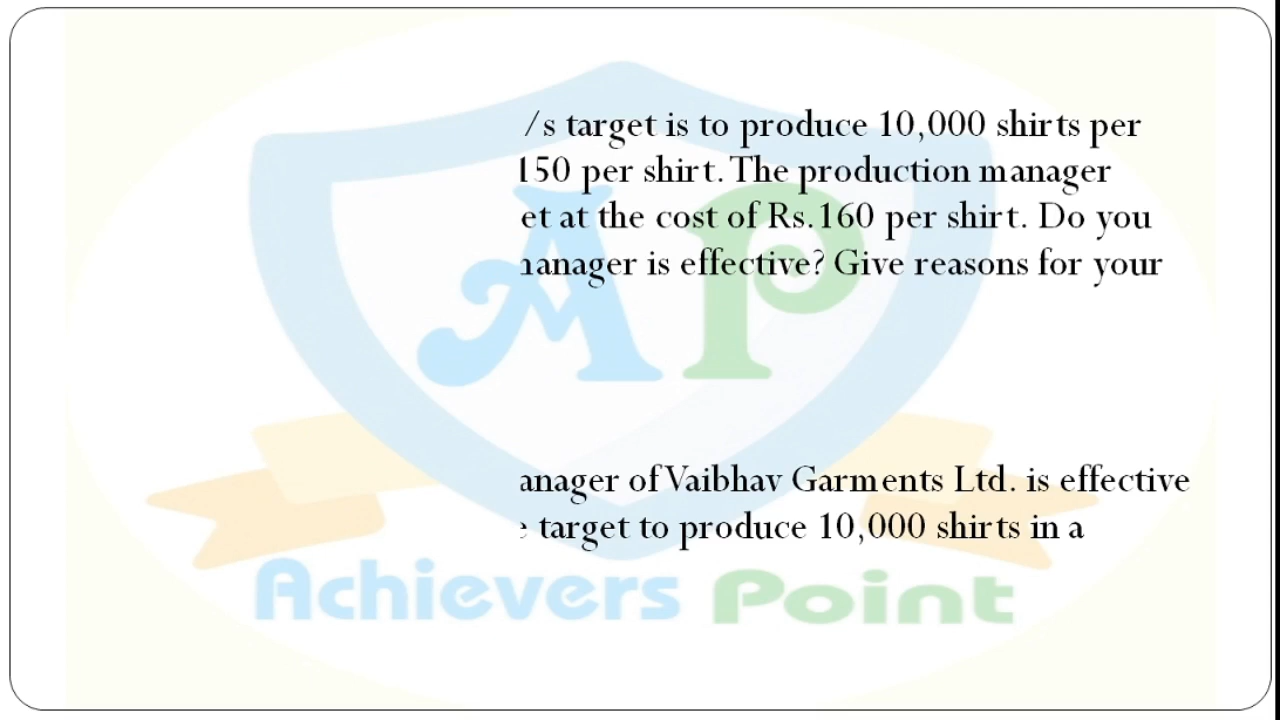 /s target is to produce 10,000 shirts per
150 per shirt. The production manager
et at the cost of Rs.160 per shirt. Do you
manager is effective? Give reasons for your
AP
anager of Vaibhav Garments Ltd. is effective
target to produce 10,000 shirts in a
Achievers Point